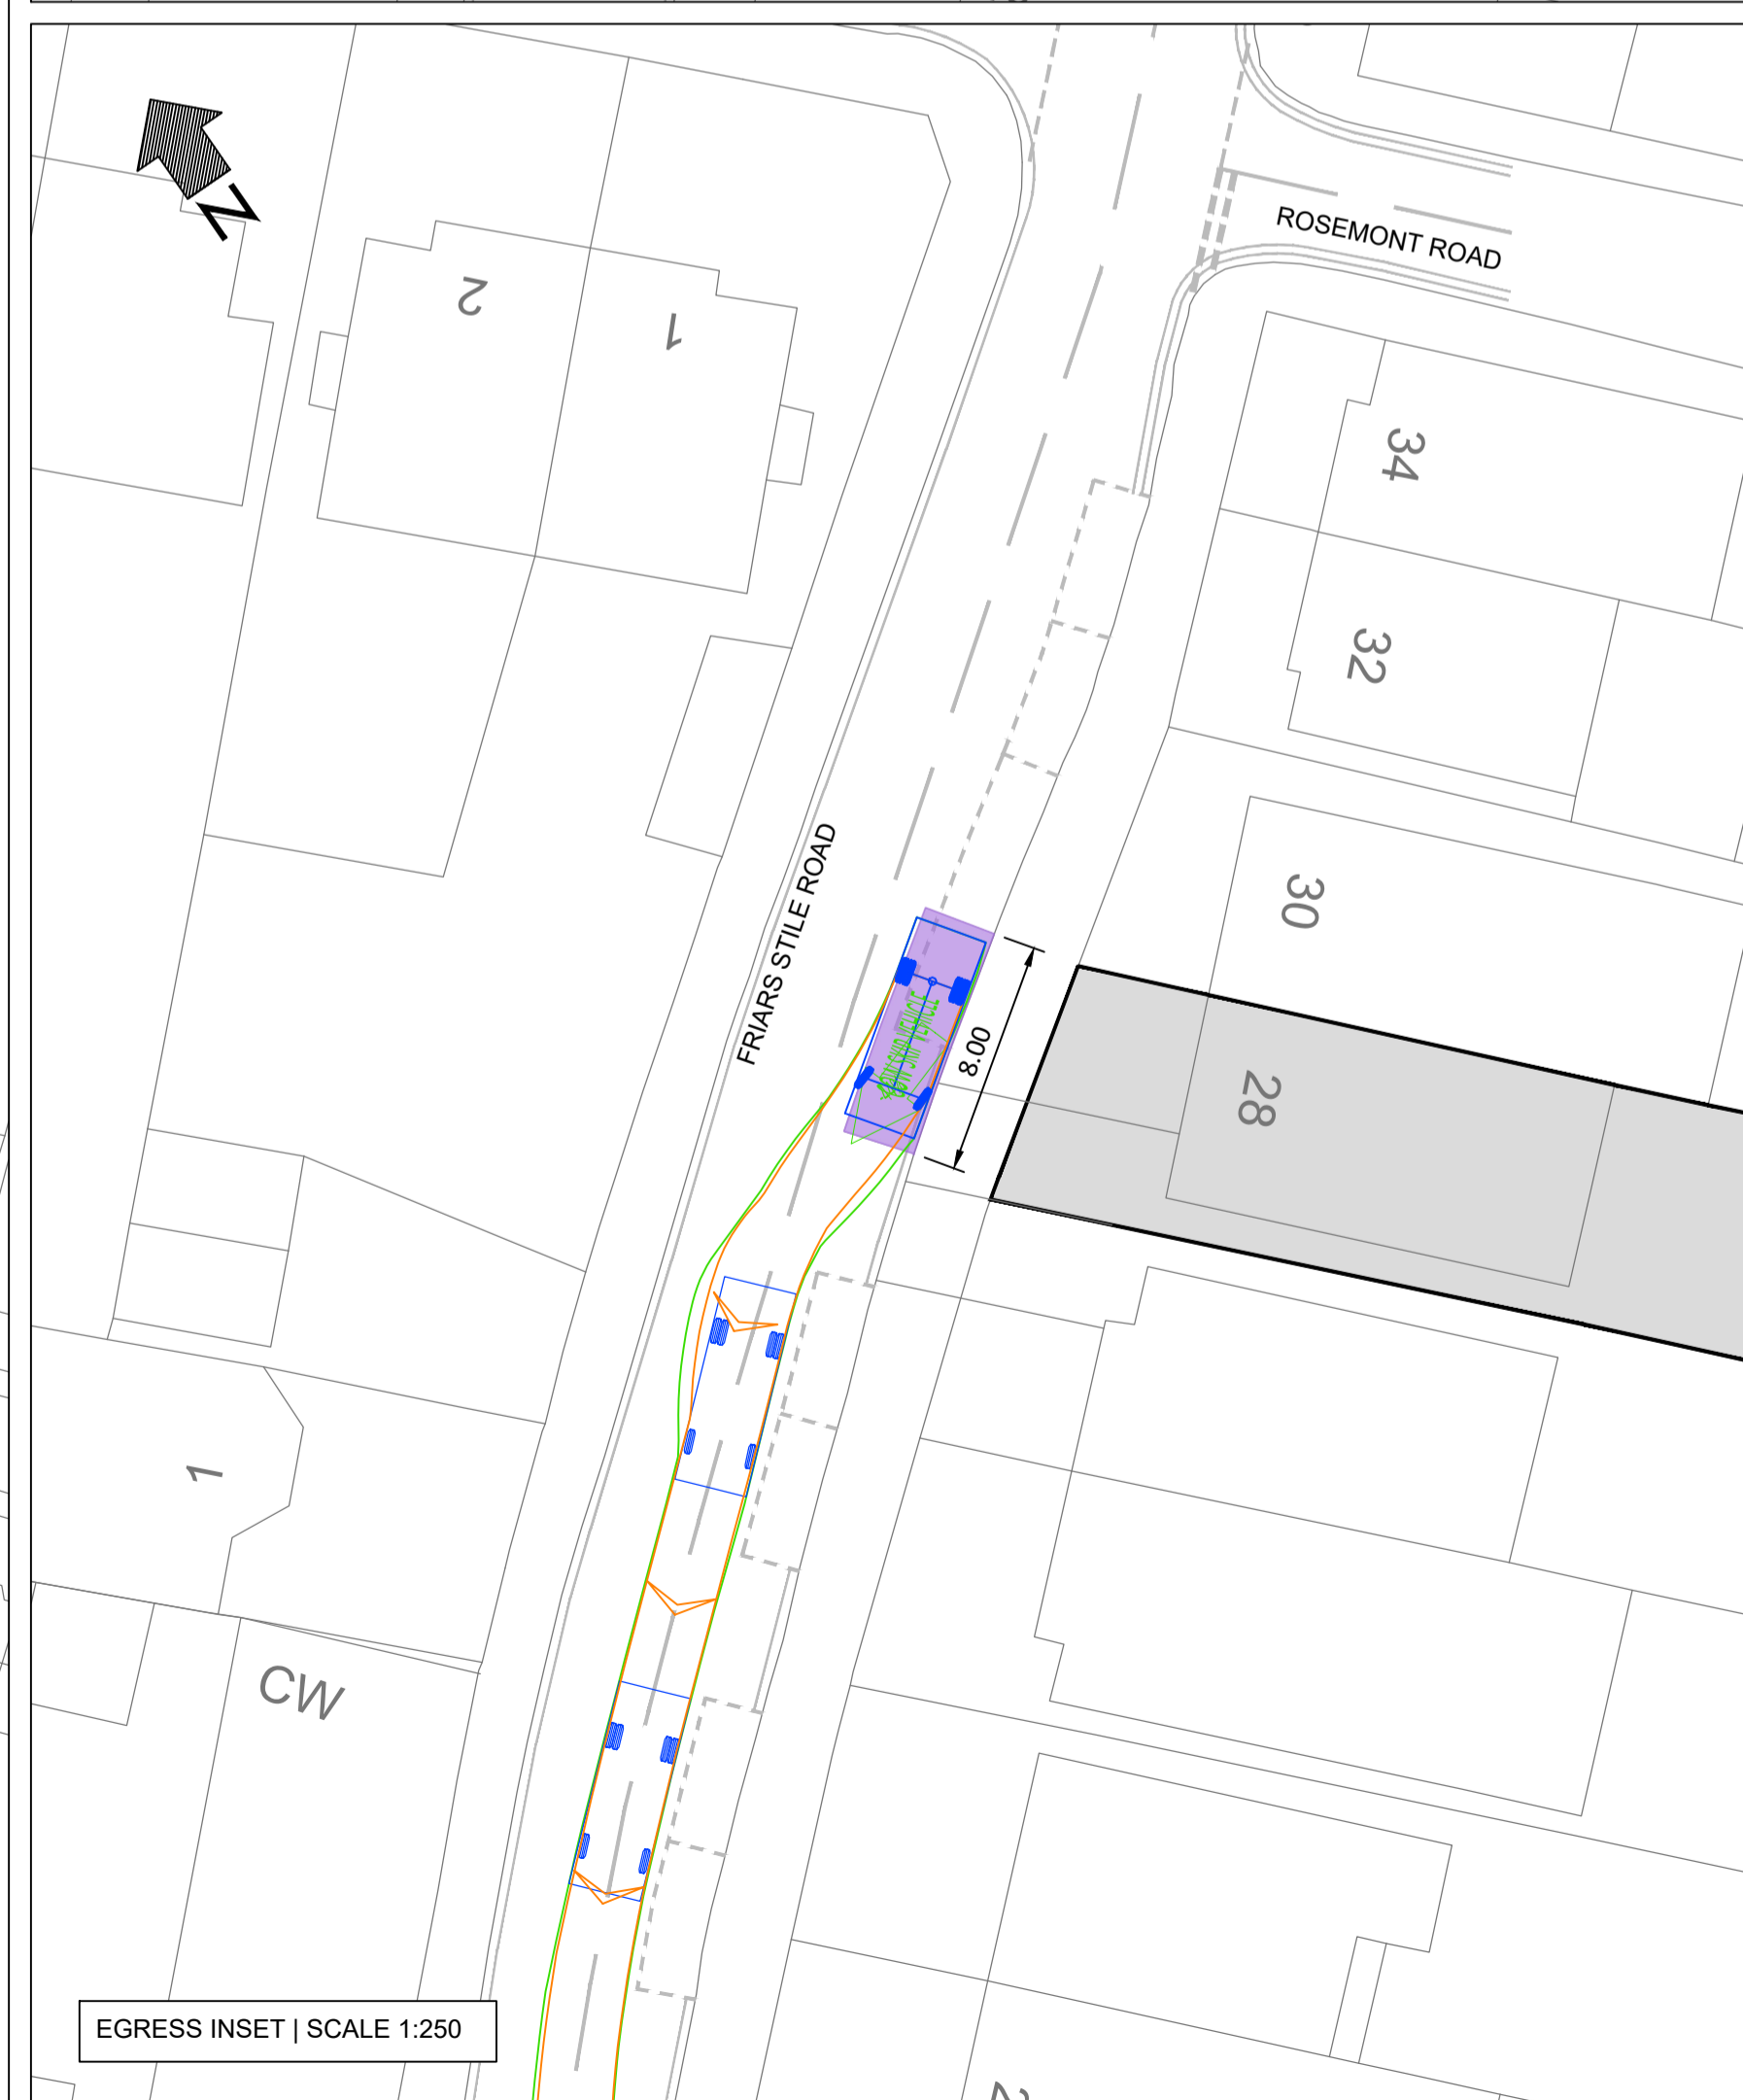 N
ROSEMONT ROAD
2
1
34
32
30
FRIARS STILE ROAD
8.00
28
1
CW
EGRESS INSET | SCALE 1:250